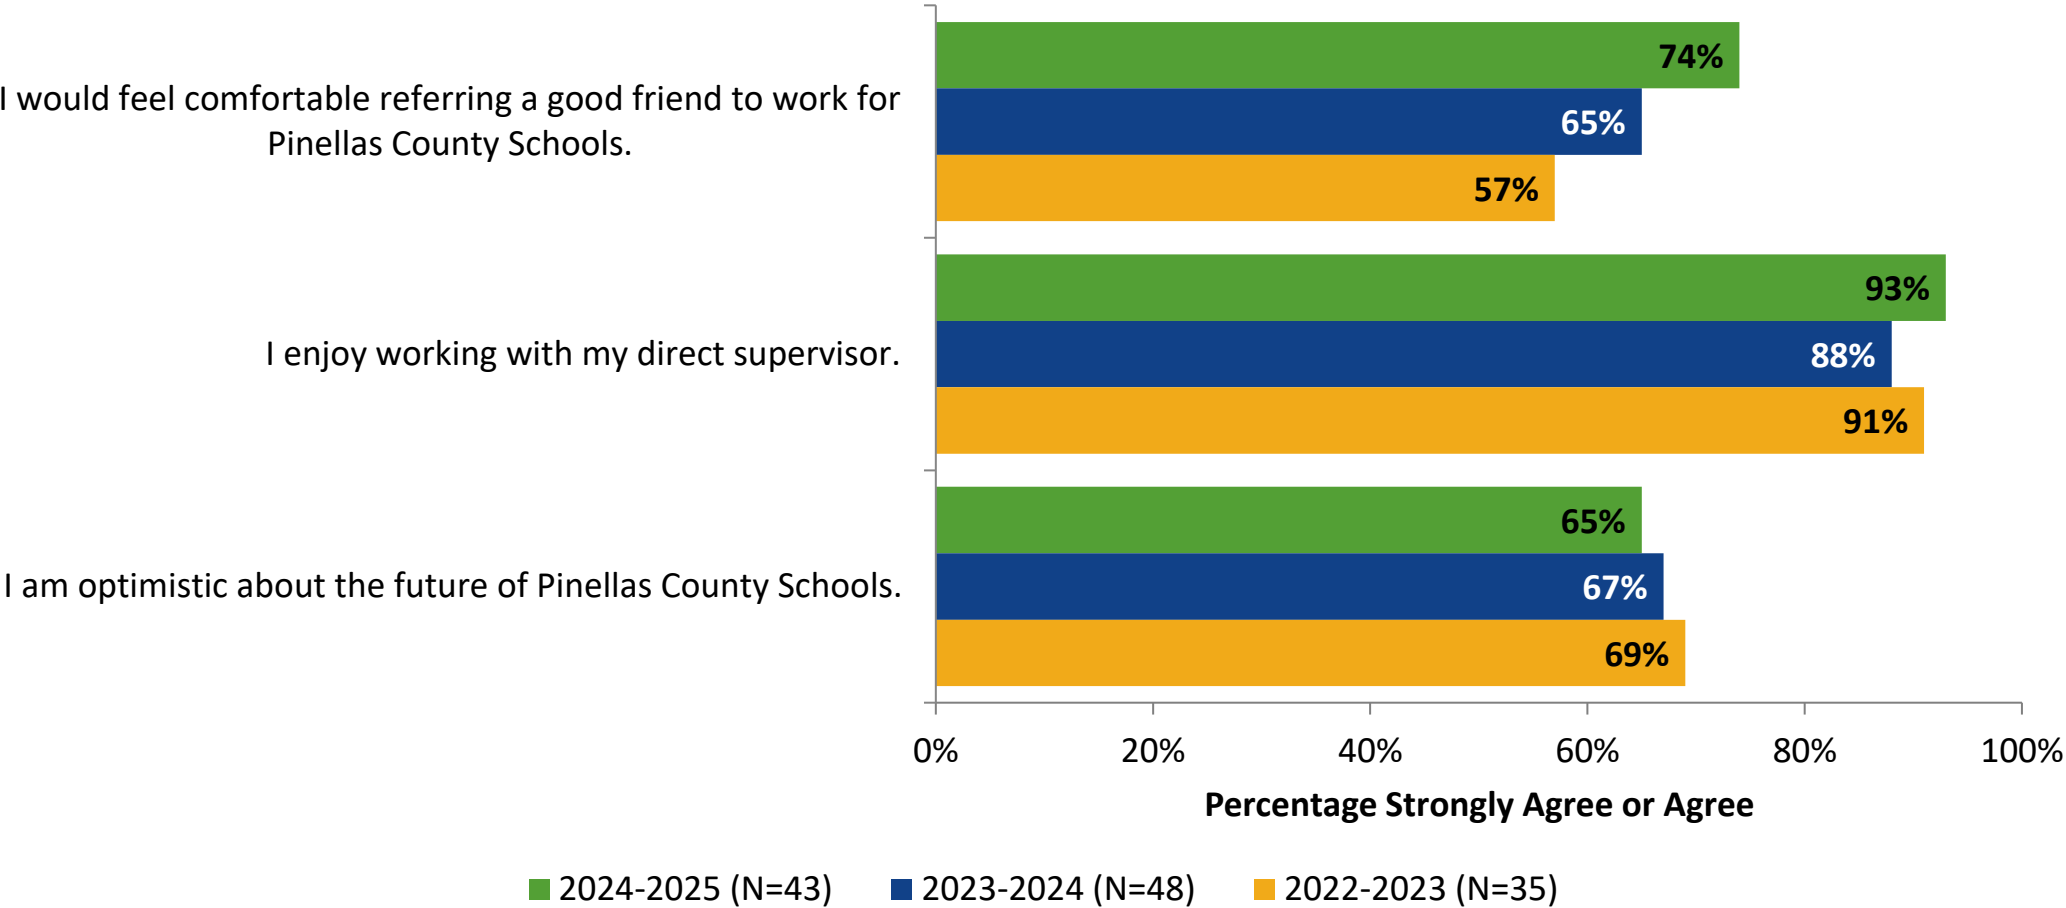 I would feel comfortable referring a good friend to work for
Pinellas County Schools.
74%
65%
57%
I enjoy working with my direct supervisor.
93%
88%
91%
I am optimistic about the future of Pinellas County Schools.
65%
67%
69%
0% 20% 40% 60% 80% 100%
Percentage Strongly Agree or Agree
2024-2025 (N=43) 2023-2024 (N=48) 2022-2023 (N=35)